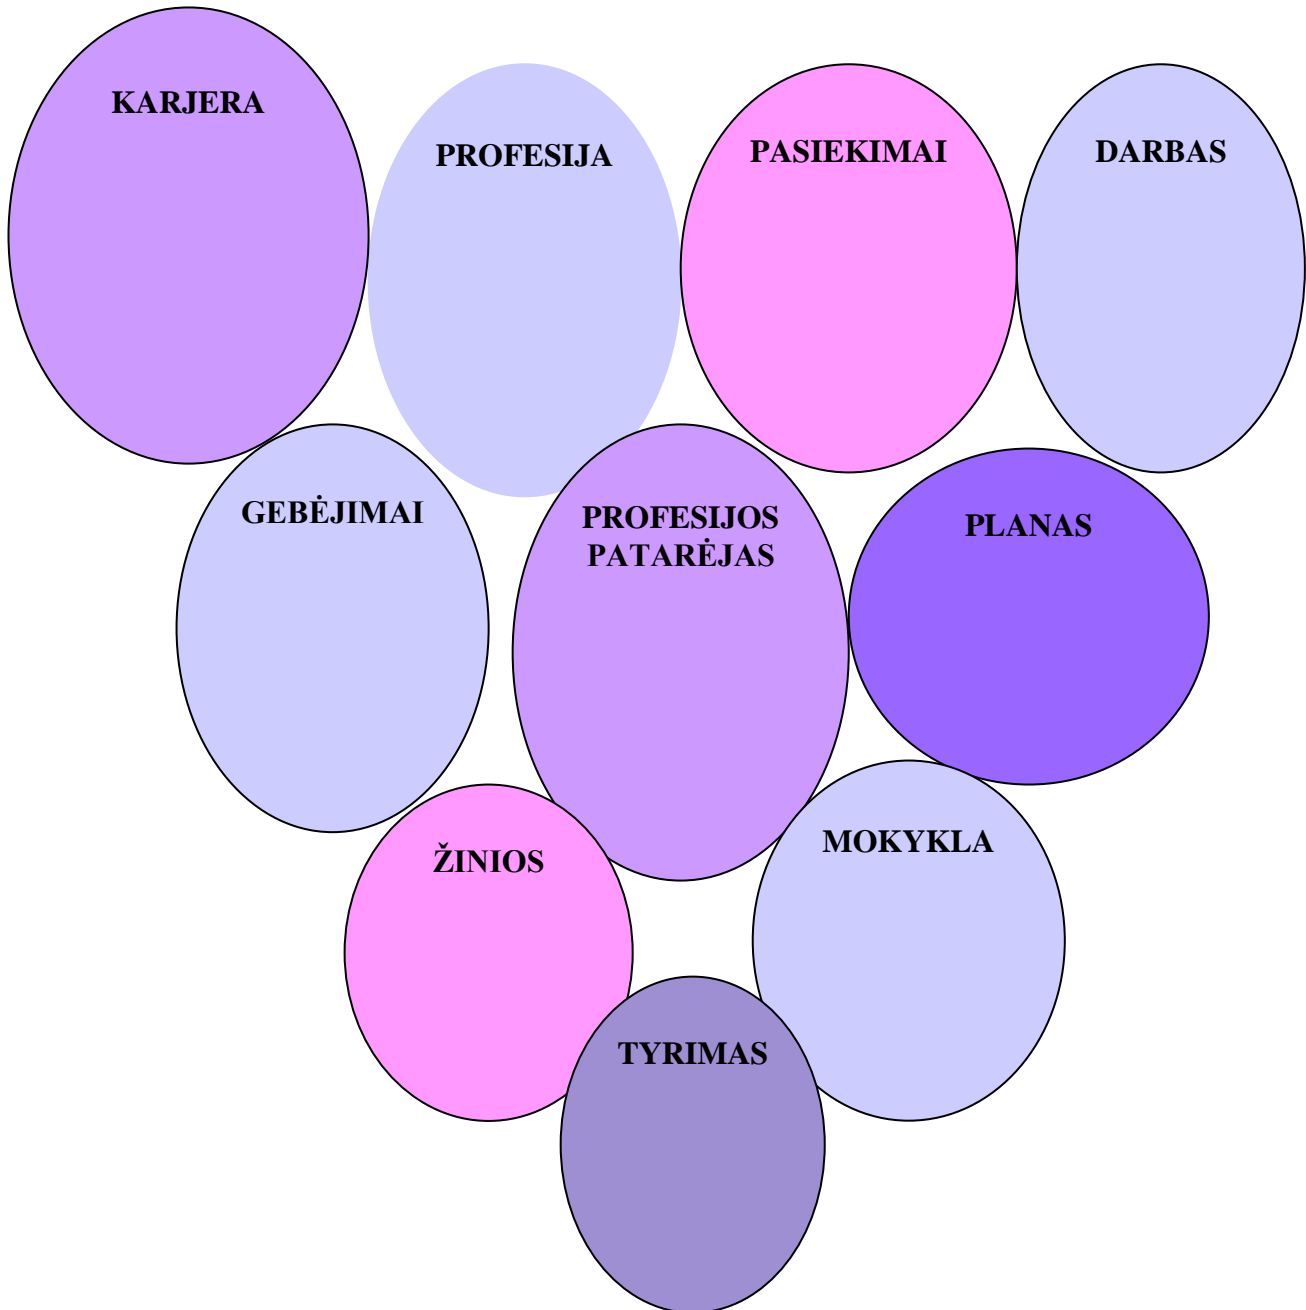 KARJERA
PROFESIJA
PASIEKIMAI
DARBAS
GEBĖJIMAI
PROFESIJOS
PATARĖJAS
PLANAS
ŽINIOS
MOKYKLA
TYRIMAS